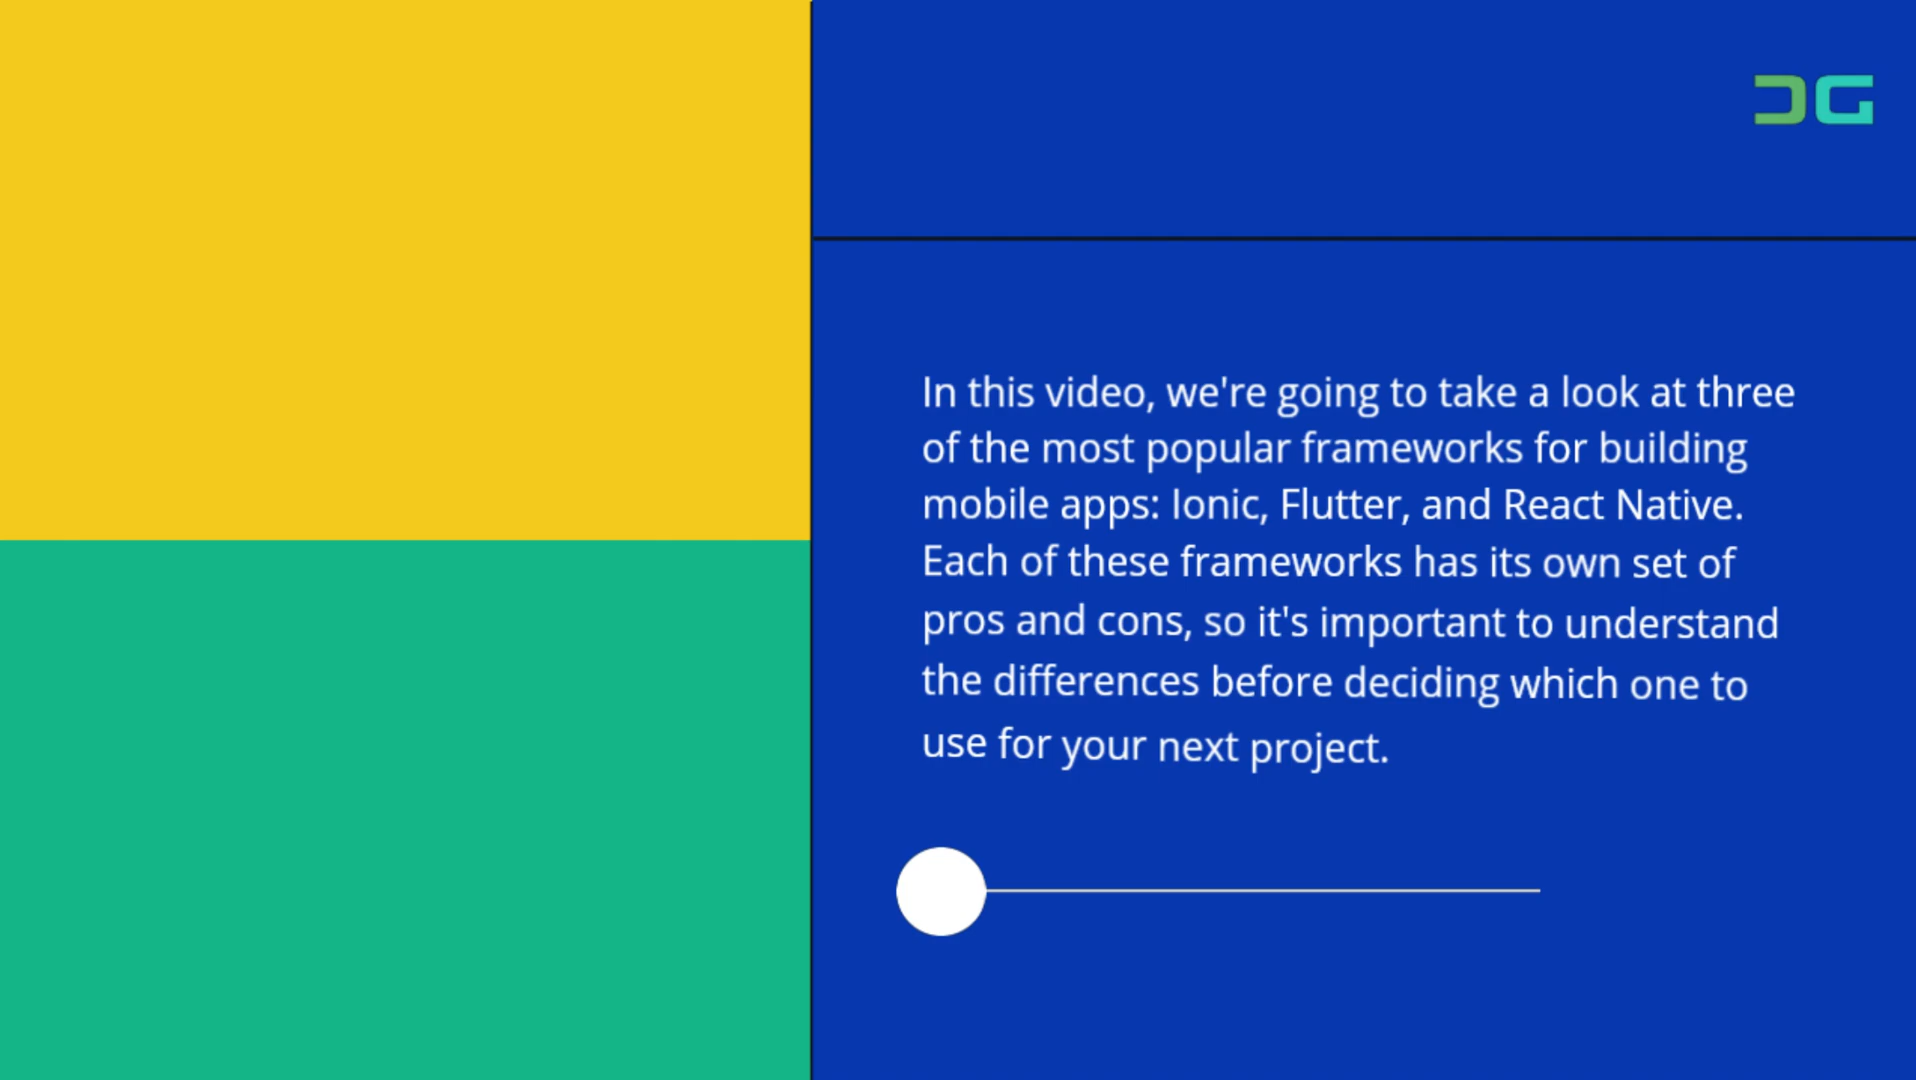 DG
In this video, we're going to take a look at three
of the most popular frameworks for building
mobile apps: Ionic, Flutter, and React Native.
Each of these frameworks has its own set of
pros and cons, so it's important to understand
the differences before deciding which one to
use for your next project.